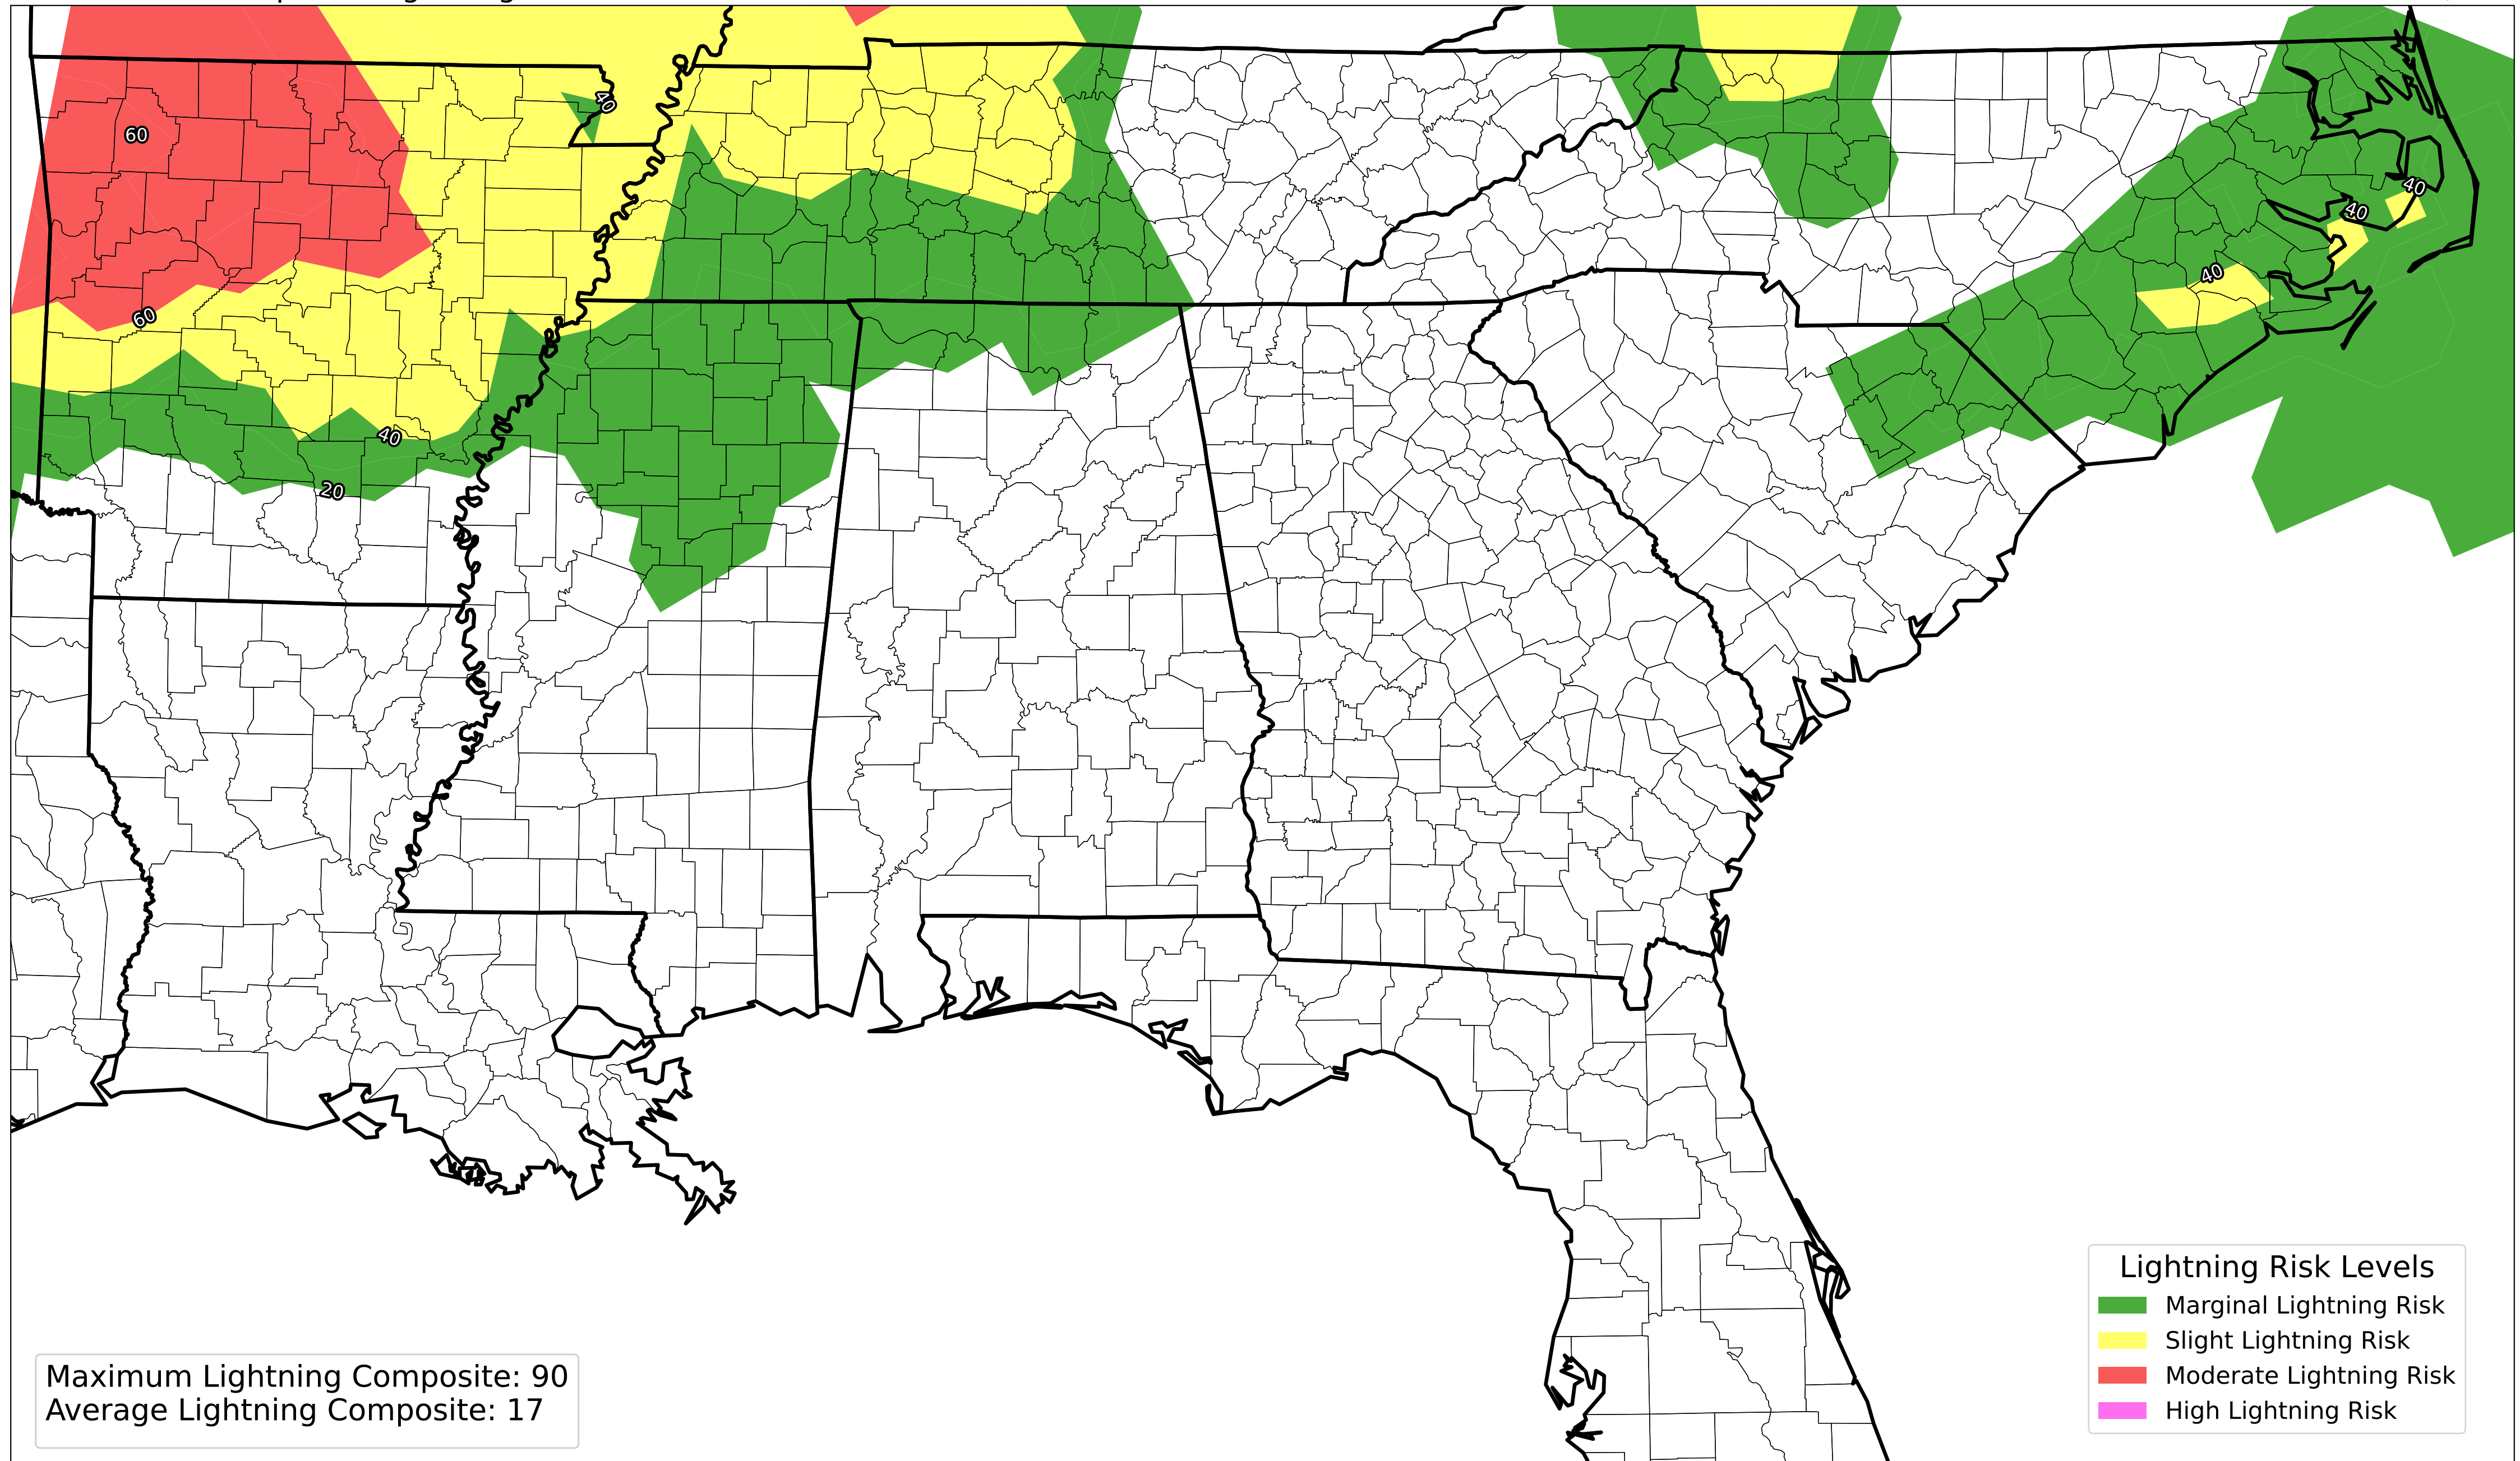 40
60
40
40
40
60
40
20
Lightning Risk Levels
Marginal Lightning Risk
Slight Lightning Risk
Moderate Lightning Risk
High Lightning Risk
Maximum Lightning Composite: 90
Average Lightning Composite: 17